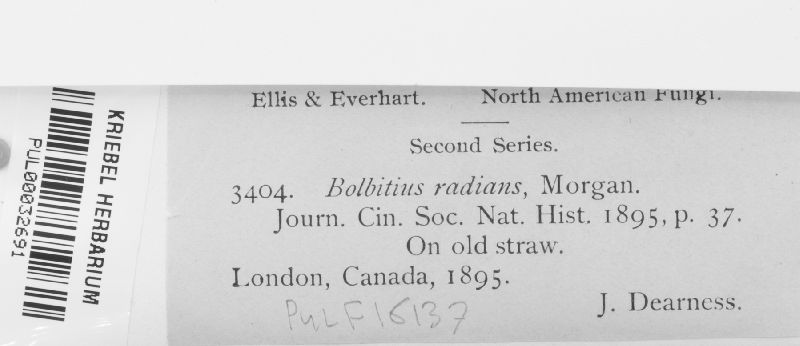 Ellis & Everhart. North American Fungi.
Second Series.
3404. Bolbitius radians, Morgan.
Journ. Cin. Soc. Nat. Hist. 1895, p. 37.
On old straw.
London, Canada, 1895.
J. Dearness.
PULF16137
KRIEBEL HERBARIUM
PUL00032691